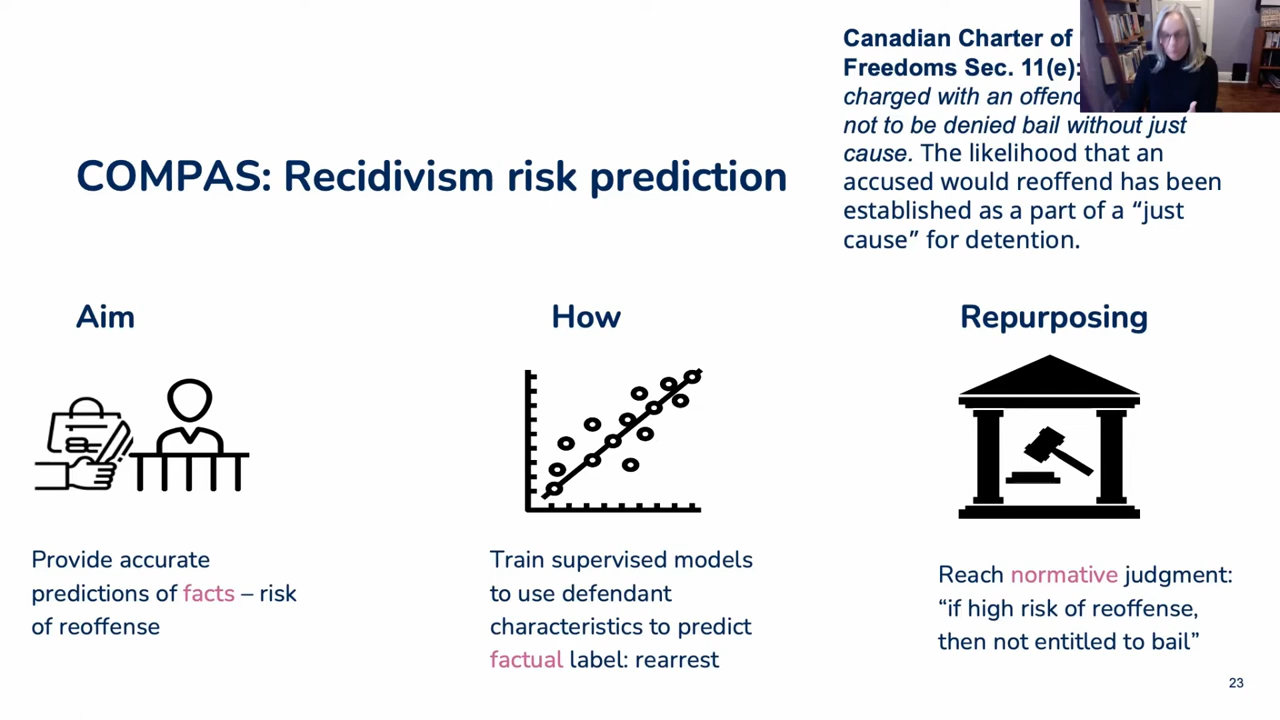 Canadian Charter of
Freedoms Sec. 11(e):
charged with an
not to be denied bail without just
cause. The likelihood that an
accused would reoffend has been
established as a part of a “just
cause” for detention.
COMPAS: Recidivism risk prediction
Aim
How
Repurposing
Provide accurate
predictions of facts – risk
of reoffense
Train supervised models
to use defendant
characteristics to predict
factual label: rearrest
Reach normative judgment:
“if high risk of reoffense,
then not entitled to bail”
23